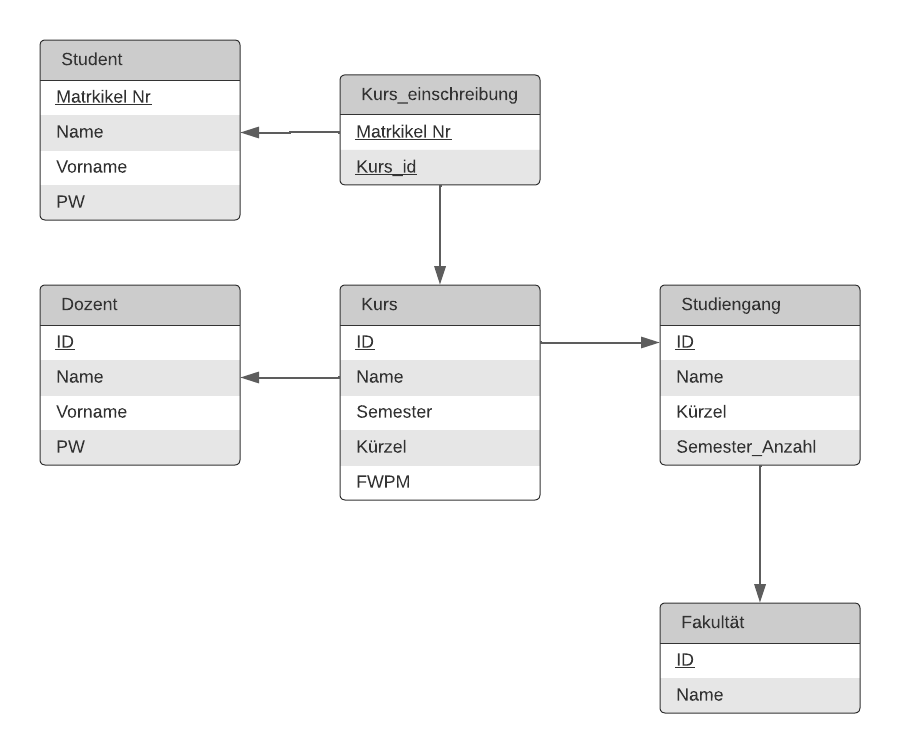 Student
Matrkikel Nr
Name
Vorname
PW
Kurs_einschreibung
Matrkikel Nr
Kurs_id
Dozent
ID
Name
Vorname
PW
Kurs
ID
Name
Semester
Kürzel
FWPM
Studiengang
ID
Name
Kürzel
Semester_Anzahl
Fakultät
ID
Name